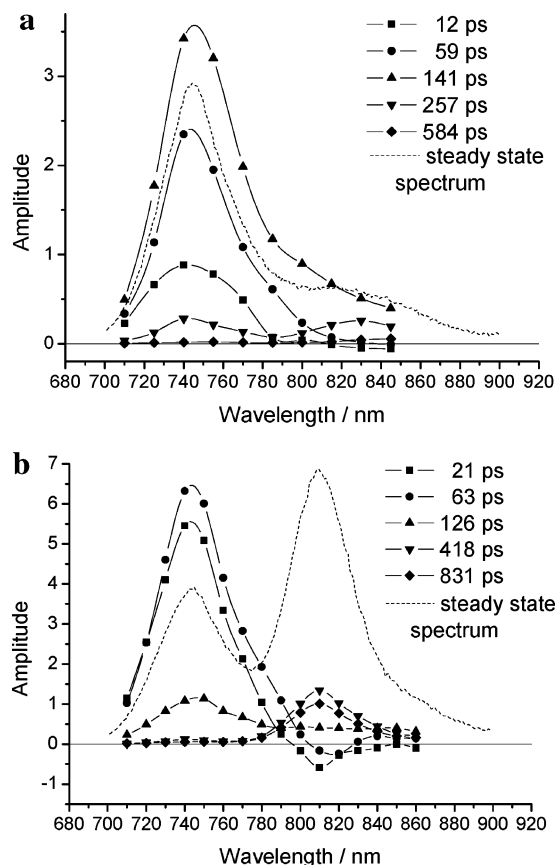 a
12 ps
59 ps
141 ps
257 ps
584 ps
steady state
spectrum
Amplitude
3
2
1
0
680 700 720 740 760 780 800 820 840 860 880 900 920
Wavelength / nm
b
21 ps
63 ps
126 ps
418 ps
831 ps
steady state
spectrum
Amplitude
7
6
5
4
3
2
1
0
-1
680 700 720 740 760 780 800 820 840 860 880 900 920
Wavelength / nm